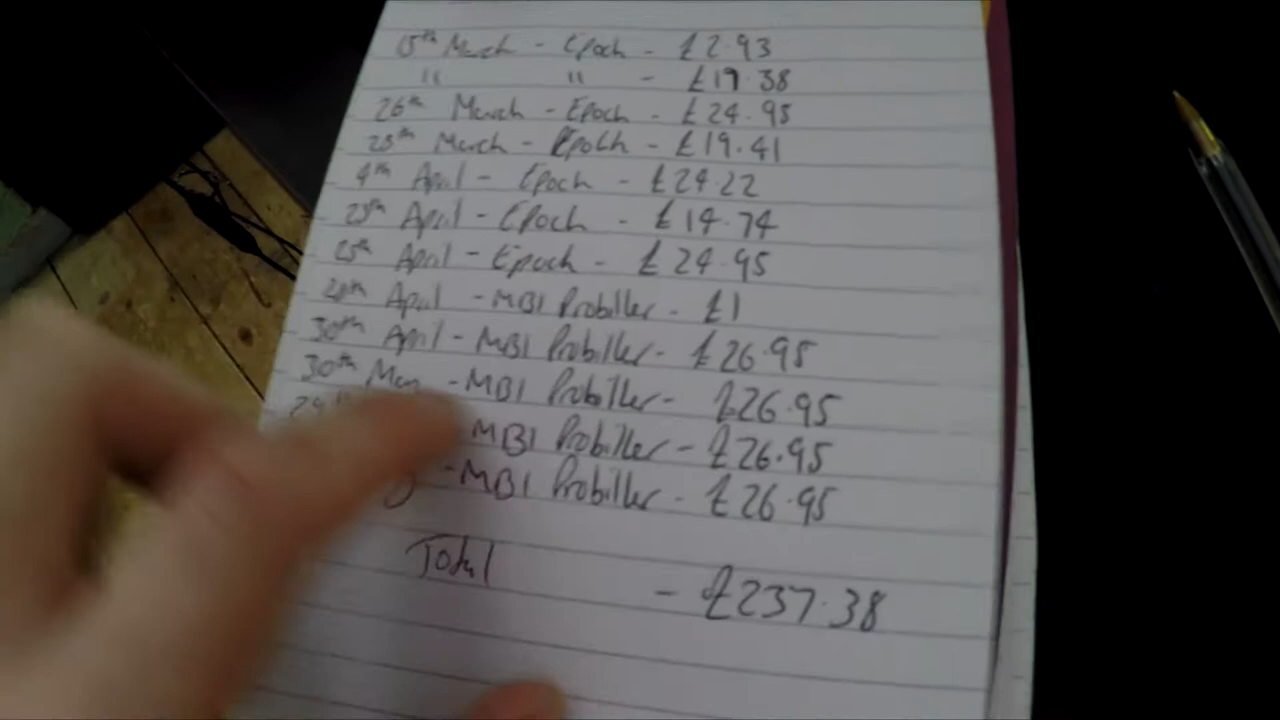 15th March - Epoch - £2.93
" " - £19.38
26th March - Epoch - £24.95
28th March - Epoch - £19.41
4th April - Epoch - £24.22
25th April - Epoch - £14.74
25th April - Epoch - £24.95
April - MBI Probiller - £1
30th April - MBI Probiller - £26.95
30th May - MBI Probiller - £26.95
MBI Probiller - £26.95
- MBI Probiller - £26.95
Total - £237.38